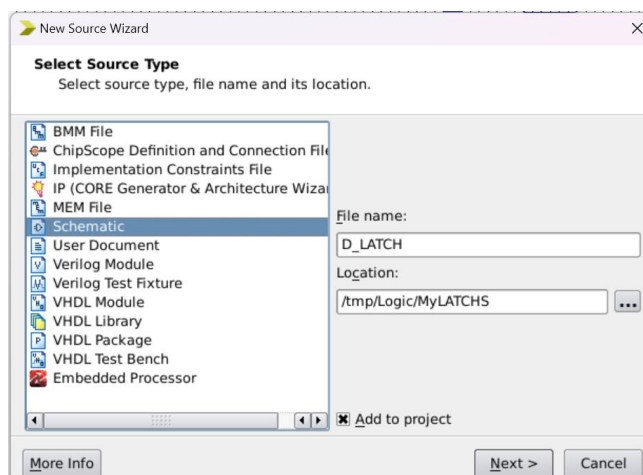 New Source Wizard
Select Source Type
Select source type, file name and its location.
BMM File
ChipScope Definition and Connection File
Implementation Constraints File
IP (CORE Generator & Architecture Wizar
MEM File
Schematic
User Document
Verilog Module
Verilog Test Fixture
VHDL Module
VHDL Library
VHDL Package
VHDL Test Bench
Embedded Processor
File name:
D_LATCH
Location:
/tmp/Logic/MyLATCHS
...
Add to project
More Info
Next >
Cancel